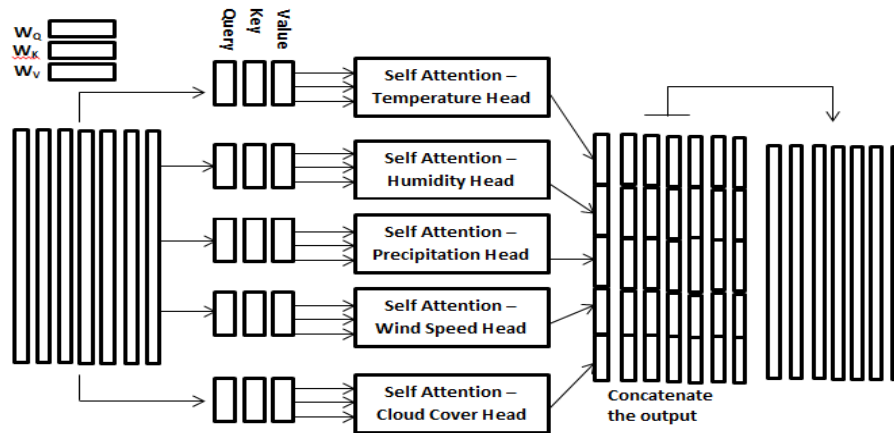 W_Q
W_K
W_V
Query
Key
Value
Self Attention –
Temperature Head
Self Attention –
Humidity Head
Self Attention –
Precipitation Head
Self Attention –
Wind Speed Head
Self Attention –
Cloud Cover Head
Concatenate
the output